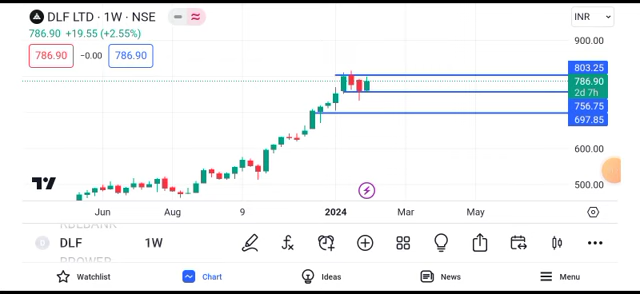 DLF LTD · 1W · NSE
INR
786.90 +19.55 (+2.55%)
786.90 −0.00 786.90
900.00
803.25
786.90
2d 7h
756.75
697.85
600.00
500.00
Jun Aug 9 2024 Mar May
RBLBANK
D DLF 1W
Watchlist Chart Ideas News Menu